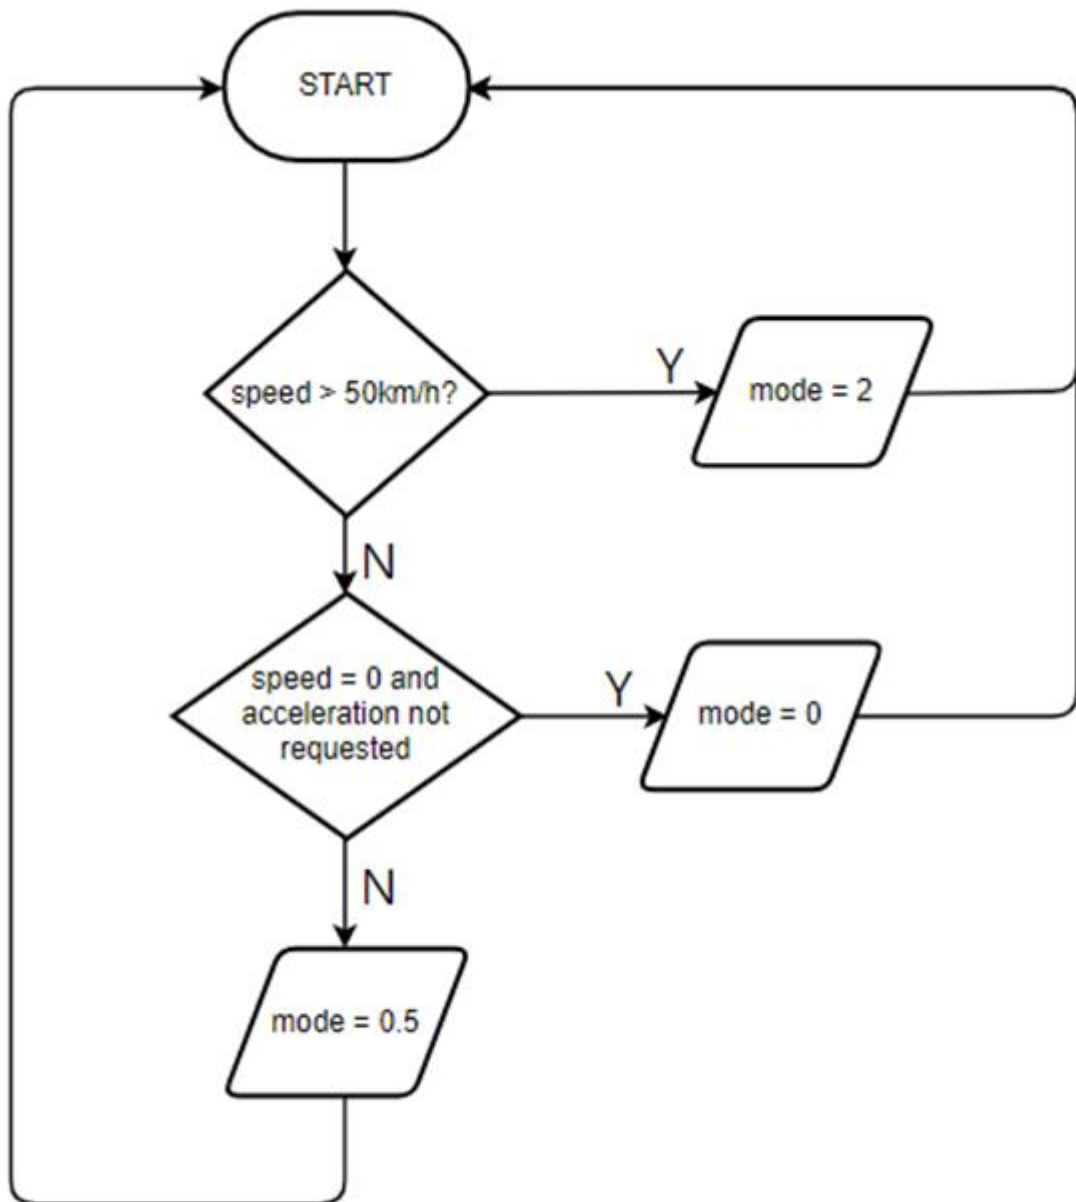 START
speed > 50km/h?
Y
mode = 2
N
speed = 0 and
acceleration not
requested
Y
mode = 0
N
mode = 0.5